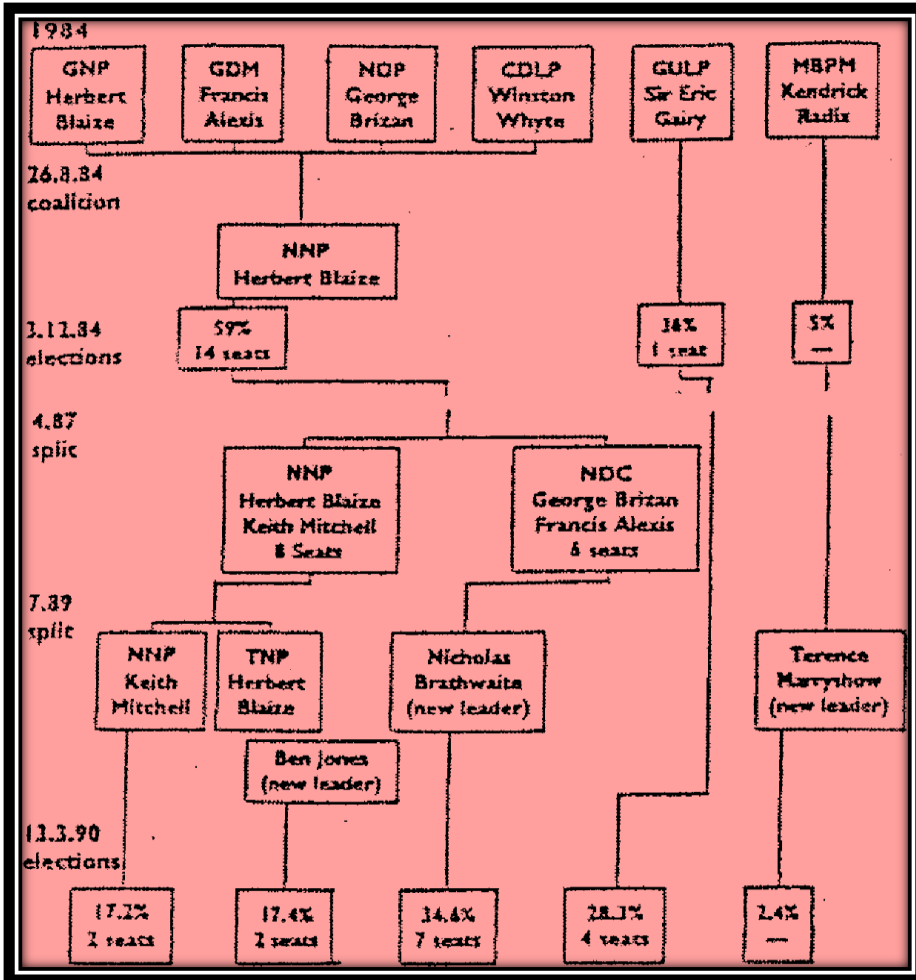 1984
GNP
Herbert
Blaize
GDM
Francis
Alexis
NDP
George
Brizan
CDLP
Winston
Whyte
GULP
Sir Eric
Gairy
MBPM
Kendrick
Radix
26.8.84
coalicion
NNP
Herbert Blaize
3.12.84
elections
59%
14 seats
36%
1 seat
5%
—
4.87
split
NNP
Herbert Blaize
Keith Mitchell
8 Seats
NDC
George Brizan
Francis Alexis
6 seats
7.89
split
NNP
Keith
Mitchell
TNP
Herbert
Blaize
Nicholas
Brathwaite
(new leader)
Terence
Marryshow
(new leader)
Ben Jones
(new leader)
13.3.90
elections
17.2%
2 seats
17.4%
2 seats
34.6%
7 seats
28.3%
4 seats
2.4%
—